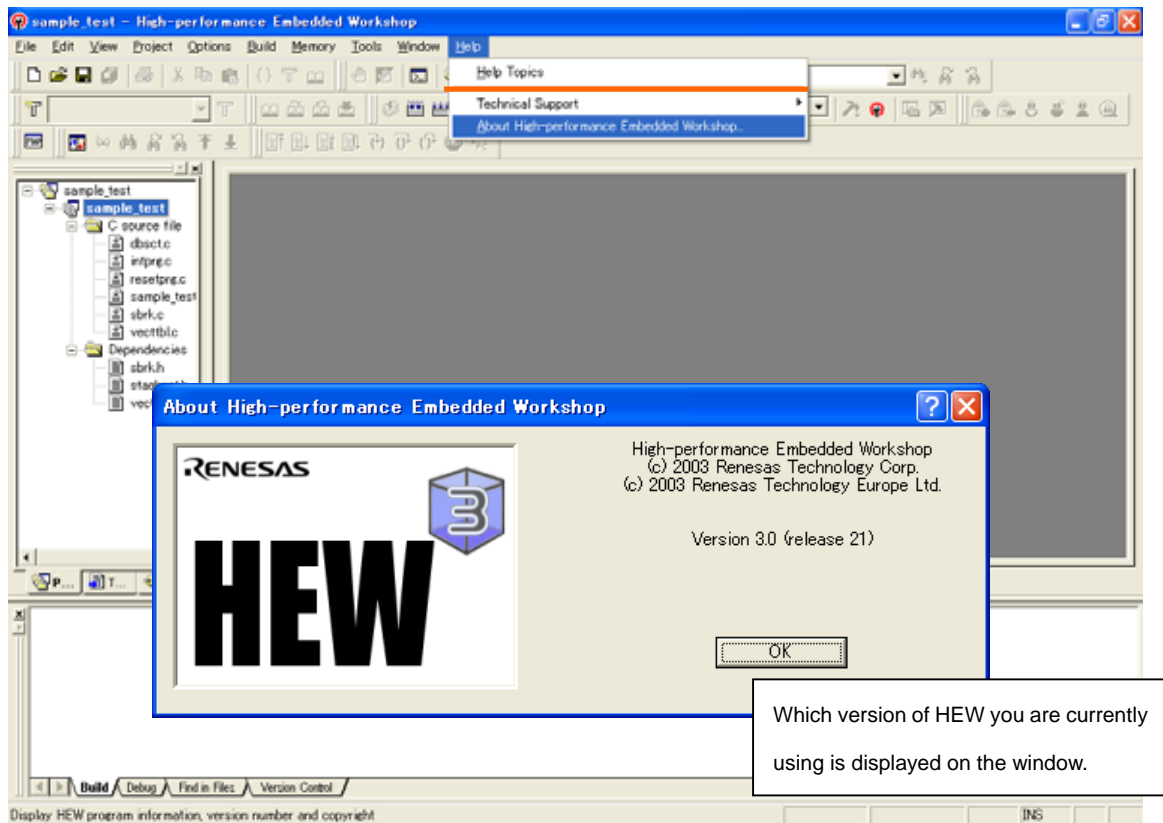 sample_test - High-performance Embedded Workshop
File Edit View Project Options Build Memory Tools Window Help
Help Topics
Technical Support
About High-performance Embedded Workshop...
sample_test
sample_test
C source file
dbsct.c
intprg.c
resetprg.c
sample_test
sbrk.c
vecttbl.c
Dependencies
sbrk.h
P... T...
About High-performance Embedded Workshop
RENESAS
3
HEW
High-performance Embedded Workshop
(c) 2003 Renesas Technology Corp.
(c) 2003 Renesas Technology Europe Ltd.
Version 3.0 (release 21)
OK
Which version of HEW you are currently
using is displayed on the window.
Build Debug Find in Files Version Control
Display HEW program information, version number and copyright INS